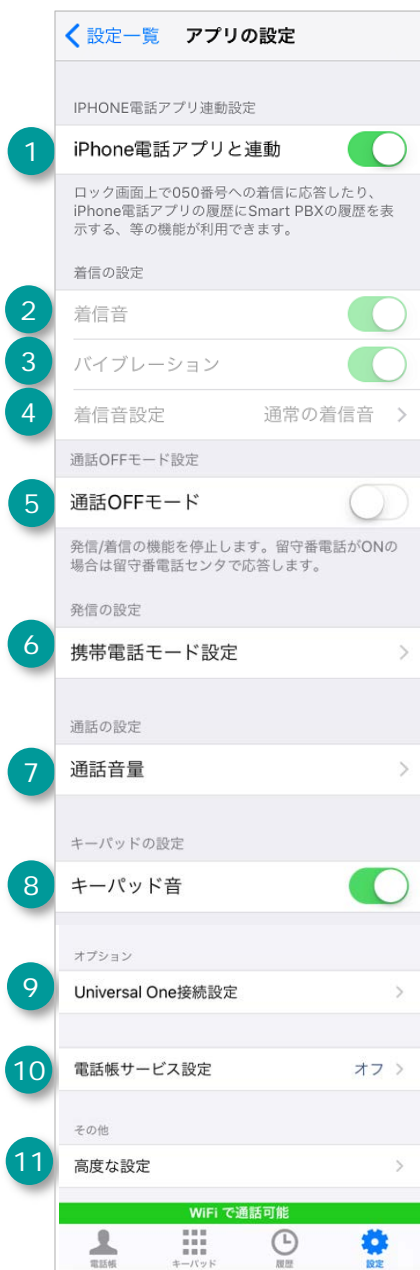 設定一覧 アプリの設定
IPHONE電話アプリ連動設定
1 iPhone電話アプリと連動
ロック画面上で050番号への着信に応答したり、
iPhone電話アプリの履歴にSmart PBXの履歴を表
示する、等の機能が利用できます。
着信の設定
2 着信音
3 バイブレーション
4 着信音設定 通常の着信音
通話OFFモード設定
5 通話OFFモード
発信/着信の機能を停止します。留守番電話がONの
場合は留守番電話センタで応答します。
発信の設定
6 携帯電話モード設定
通話の設定
7 通話音量
キーパッドの設定
8 キーパッド音
オプション
9 Universal One接続設定
10 電話帳サービス設定 オフ
その他
11 高度な設定
WiFi で通話可能
電話帳 キーパッド 履歴 設定